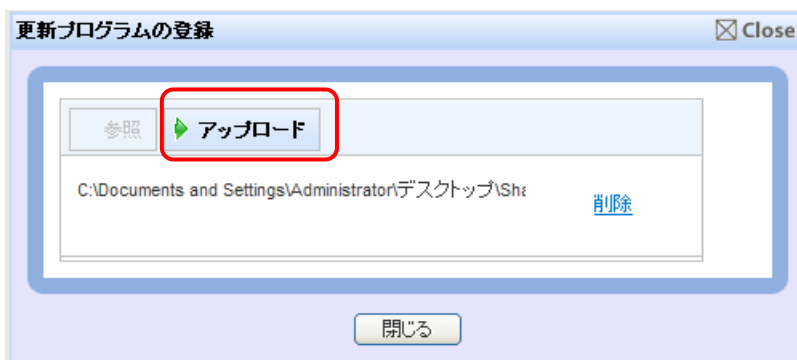 更新プログラムの登録 Close
参照 アップロード
C:\Documents and Settings\Administrator\デスクトップ\Sha
削除
閉じる